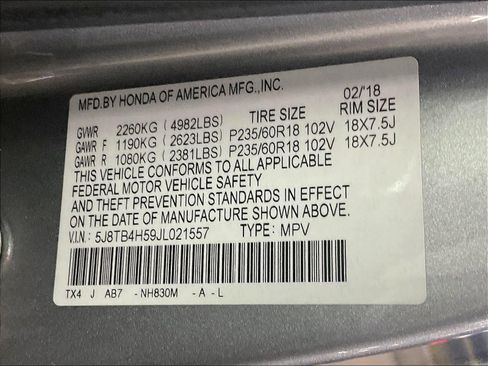 MFD.BY HONDA OF AMERICA MFG.,INC. 02/'18
GVWR 2260KG (4982LBS) TIRE SIZE RIM SIZE
GAWR F 1190KG (2623LBS) P235/60R18 102V 18X7.5J
GAWR R 1080KG (2381LBS) P235/60R18 102V 18X7.5J
THIS VEHICLE CONFORMS TO ALL APPLICABLE
FEDERAL MOTOR VEHICLE SAFETY
AND THEFT PREVENTION STANDARDS IN EFFECT
ON THE DATE OF MANUFACTURE SHOWN ABOVE.
V.I.N: 5J8TB4H59JL021557 TYPE: MPV
TX4 J AB7 - NH830M - A - L